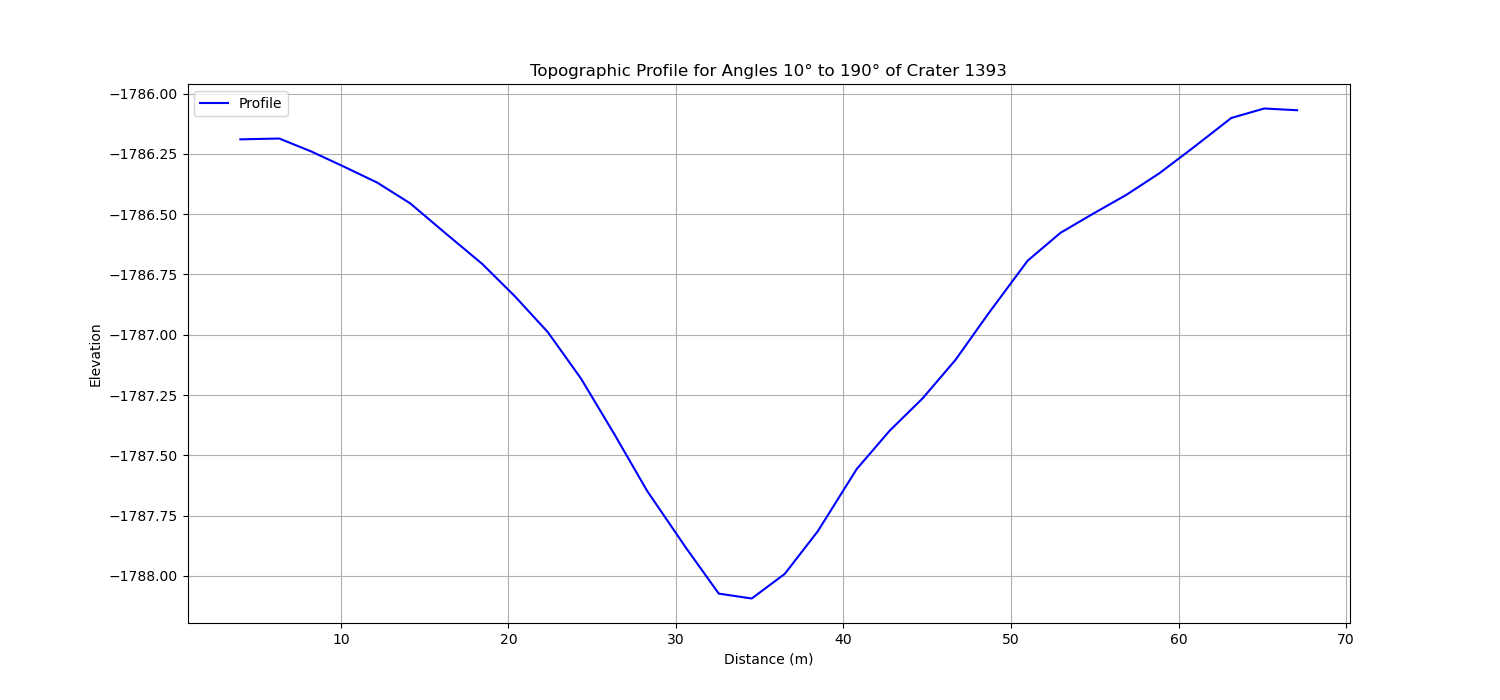 Topographic Profile for Angles 10° to 190° of Crater 1393
Profile
−1786.00
−1786.25
−1786.50
−1786.75
−1787.00
−1787.25
−1787.50
−1787.75
−1788.00
Elevation
10 20 30 40 50 60 70
Distance (m)